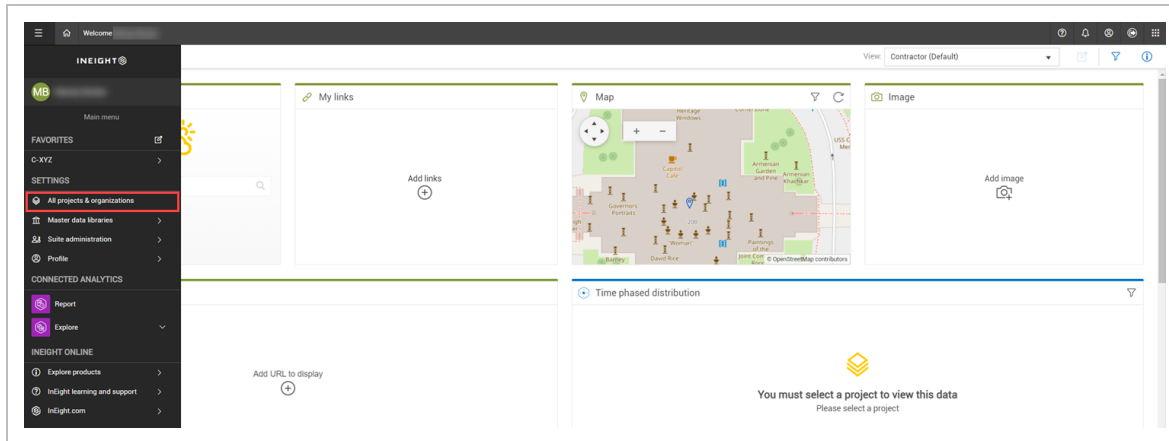 Welcome
View: Contractor (Default)
INEIGHT
MB
Main menu
FAVORITES
C-XYZ
SETTINGS
All projects & organizations
Master data libraries
Suite administration
Profile
CONNECTED ANALYTICS
Report
Explore
INEIGHT ONLINE
Explore products
InEight learning and support
InEight.com
My links
Add links
Map
Heritage
Windows
Capitol
Cafe
Armenian
Garden
and Pine
Armenian
Khachkar
Governors
Portraits
200
"Woman"
Paintings
of the
Bartley
David Rice
© OpenStreetMap contributors
Image
Add image
Add URL to display
Time phased distribution
You must select a project to view this data
Please select a project